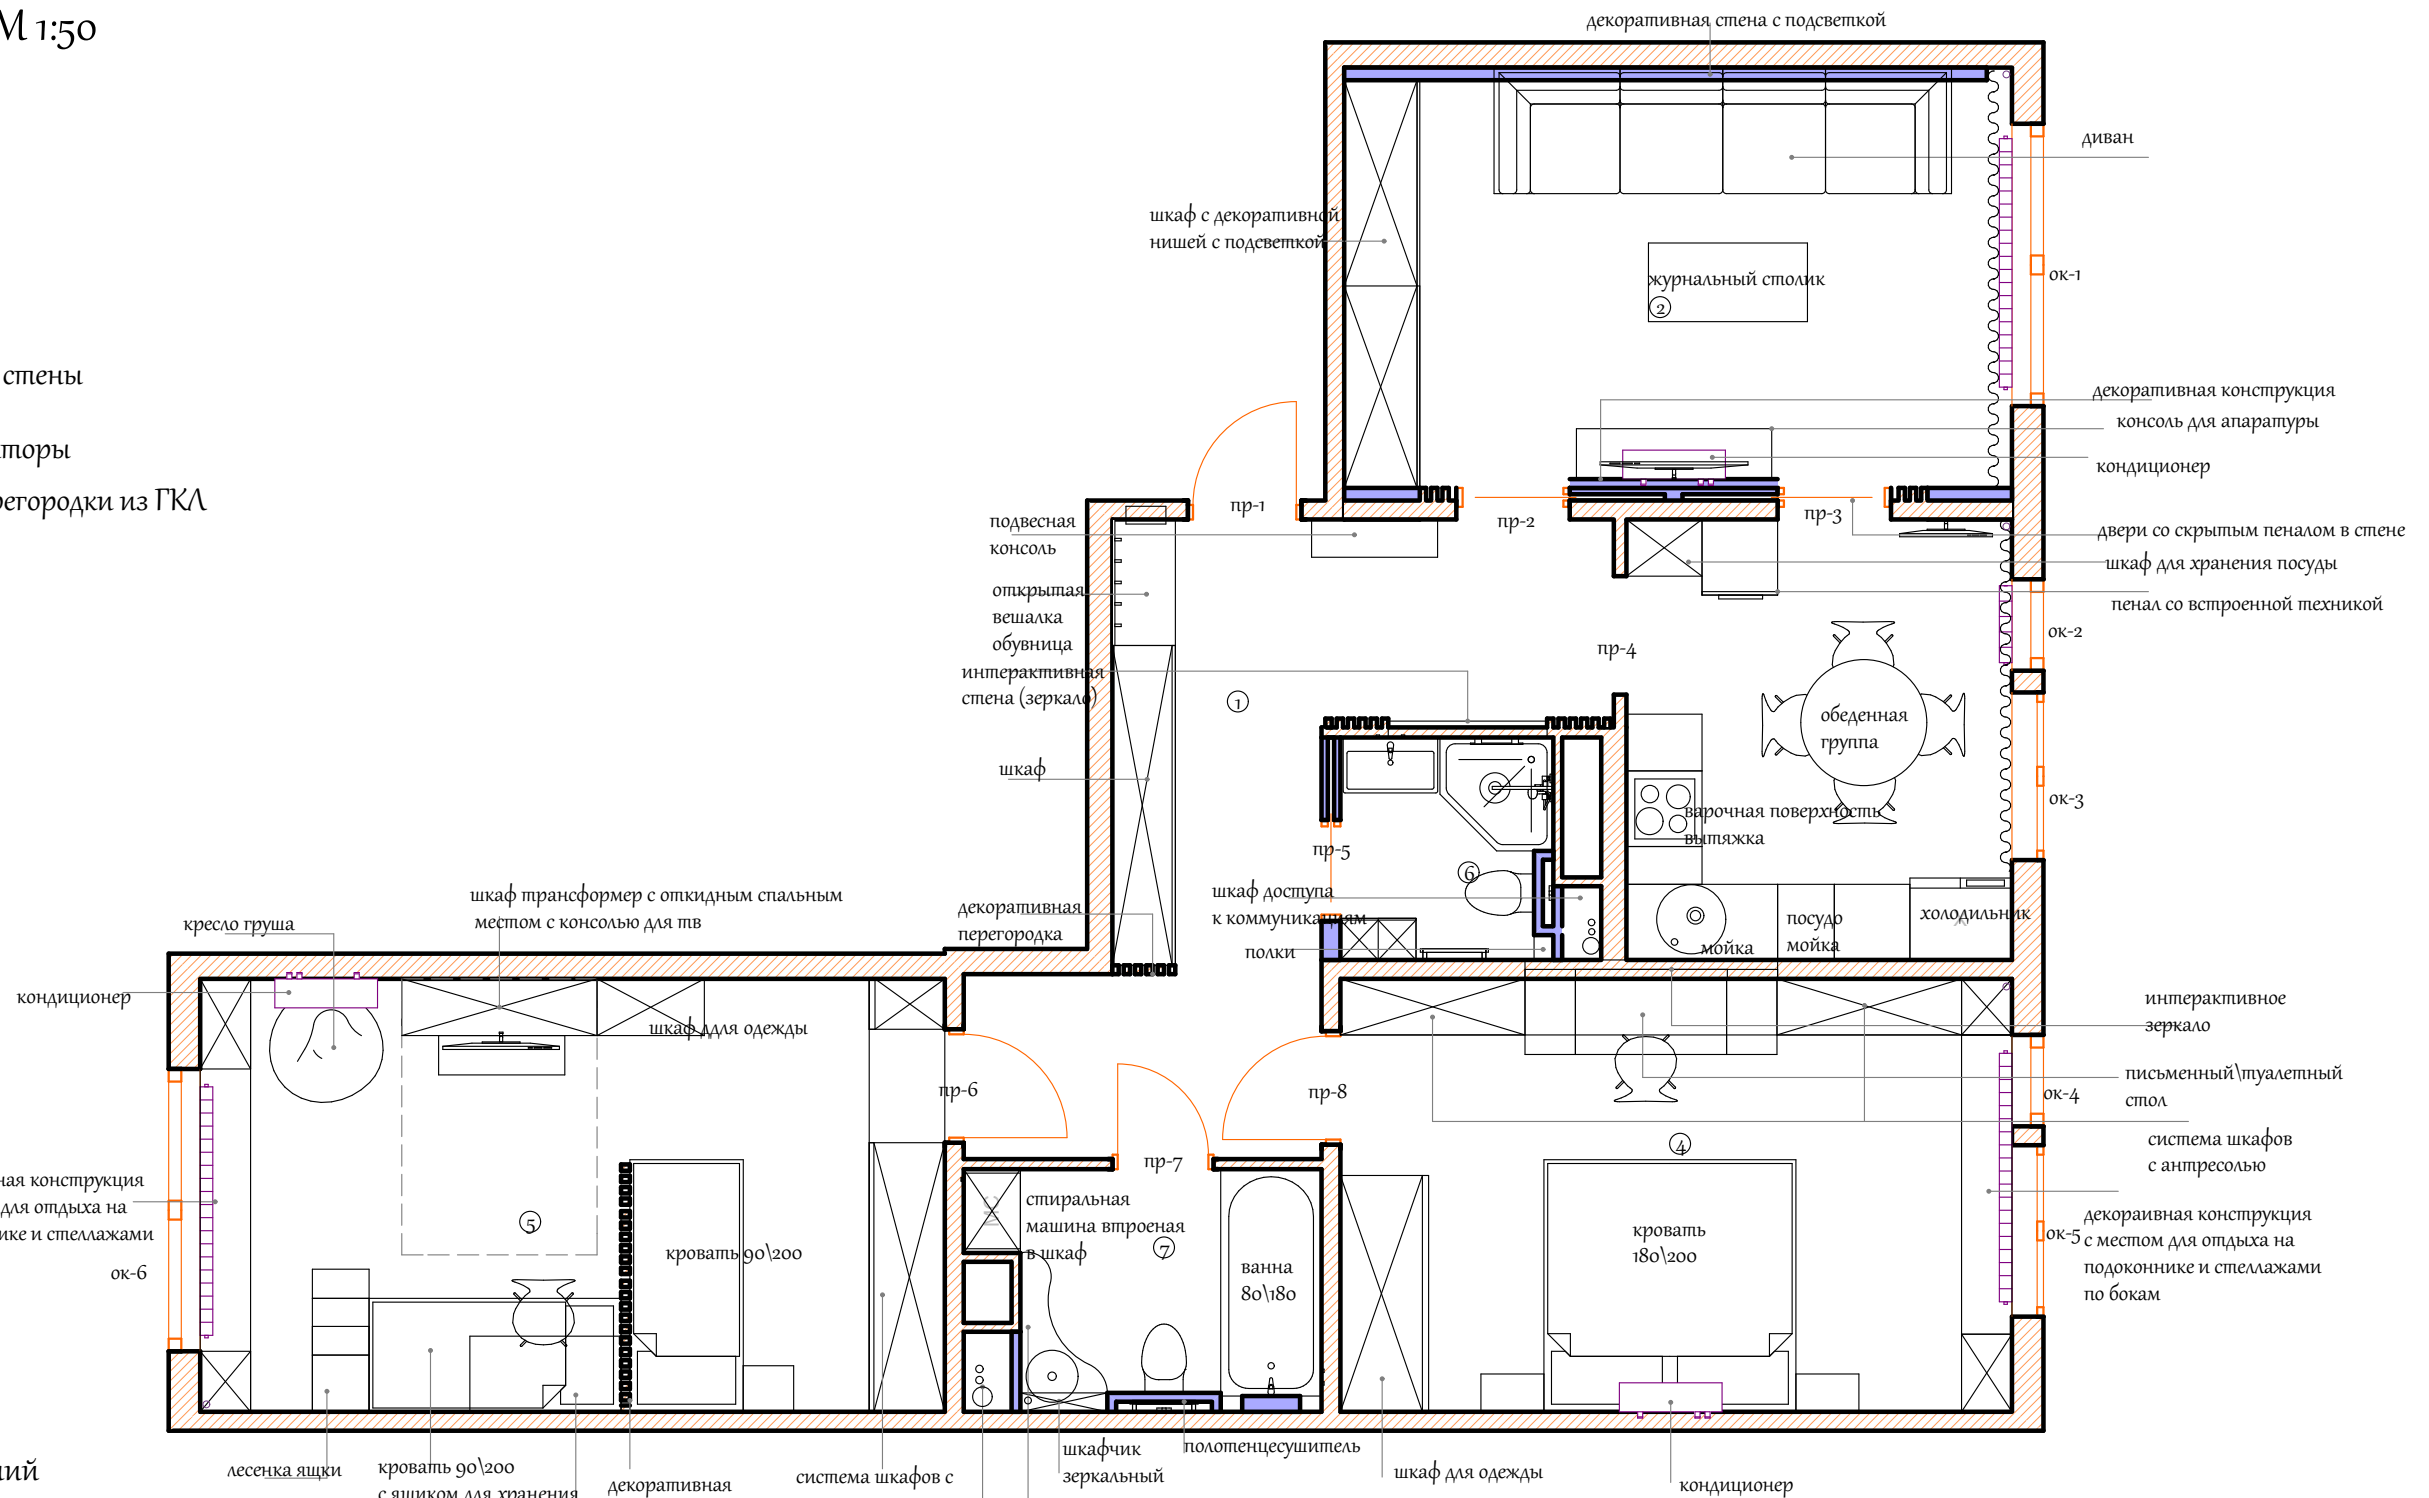 М 1:50
декоративная стена с подсветкой
диван
шкаф с декоративной
нишей с подсветкой
журнальный столик
2
ок-1
стены
торы
регородки из ГКЛ
декоративная конструкция
консоль для апаратуры
кондиционер
пр-1
пр-2
пр-3
подвесная
консоль
двери со скрытым пеналом в стене
шкаф для хранения посуды
пенал со встроенной техникой
открытая
вешалка
обувница
интерактивная
стена (зеркало)
1
пр-4
ок-2
обеденная
группа
шкаф
ок-3
варочная поверхность
вытяжка
пр-5
6
шкаф доступа
к коммуникациям
полки
мойка
посудо
мойка
холодильник
шкаф трансформер с откидным спальным
местом с консолью для тв
кресло груша
декоративная
перегородка
кондиционер
шкаф ддля одежды
интерактивное
зеркало
письменный\туалетный
стол
ок-4
система шкафов
с антресолью
пр-6
пр-8
пр-7
4
ная конструкция
для отдыха на
ике и стеллажами
ок-6
5
кровать 90\200
стиральная
машина втроеная
в шкаф
7
ванна
80\180
кровать
180\200
ок-5
декораивная конструкция
с местом для отдыха на
подоконнике и стеллажами
по бокам
ший
лесенка ящки
кровать 90\200
с ящиком для хранения
декоративная
система шкафов с
шкафчик
зеркальный
полотенцесушитель
шкаф для одежды
кондиционер